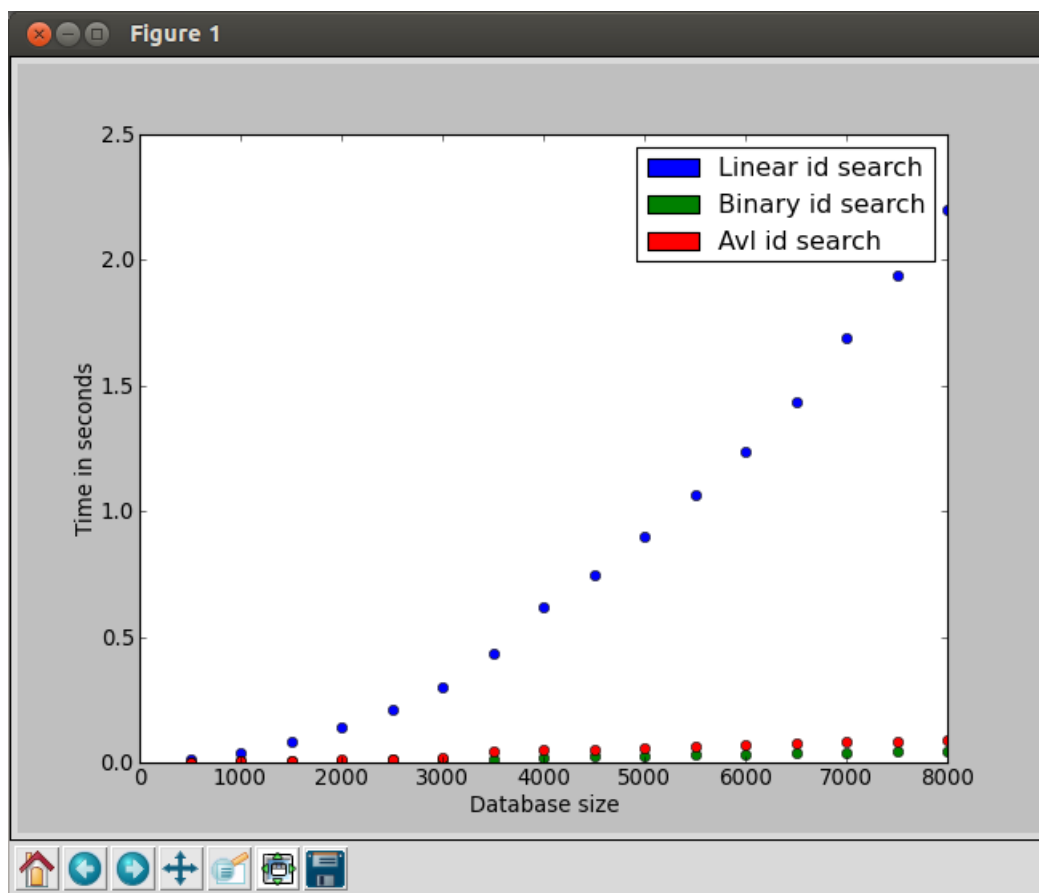 Figure 1
2.5
Linear id search
Binary id search
Avl id search
2.0
1.5
Time in seconds
1.0
0.5
0.0
0 1000 2000 3000 4000 5000 6000 7000 8000
Database size